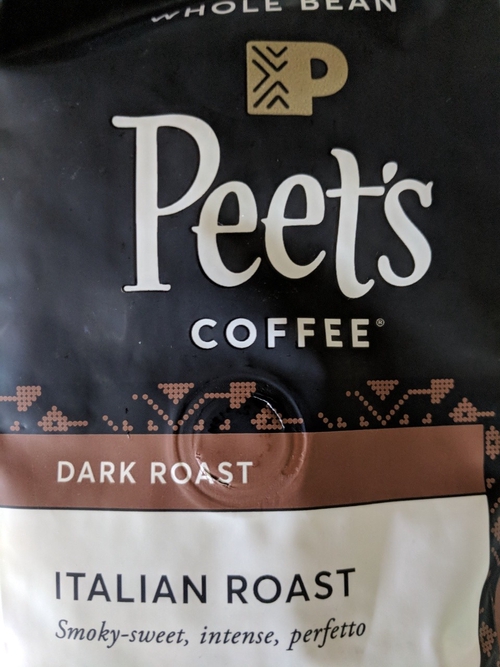 WHOLE BEAN
P
Peet's
COFFEE®
DARK ROAST
ITALIAN ROAST
Smoky-sweet, intense, perfetto